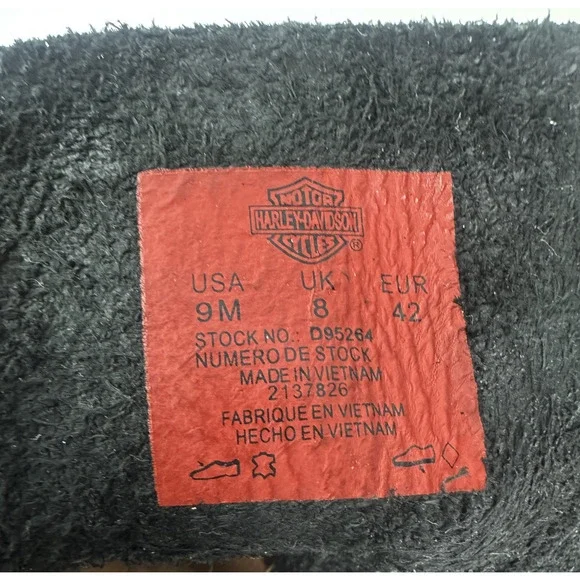 MOTOR
HARLEY-DAVIDSON
CYCLES
®
USA UK EUR
9M 8 42
STOCK NO.: D95264
NUMERO DE STOCK
MADE IN VIETNAM
2137826
FABRIQUE EN VIETNAM
HECHO EN VIETNAM